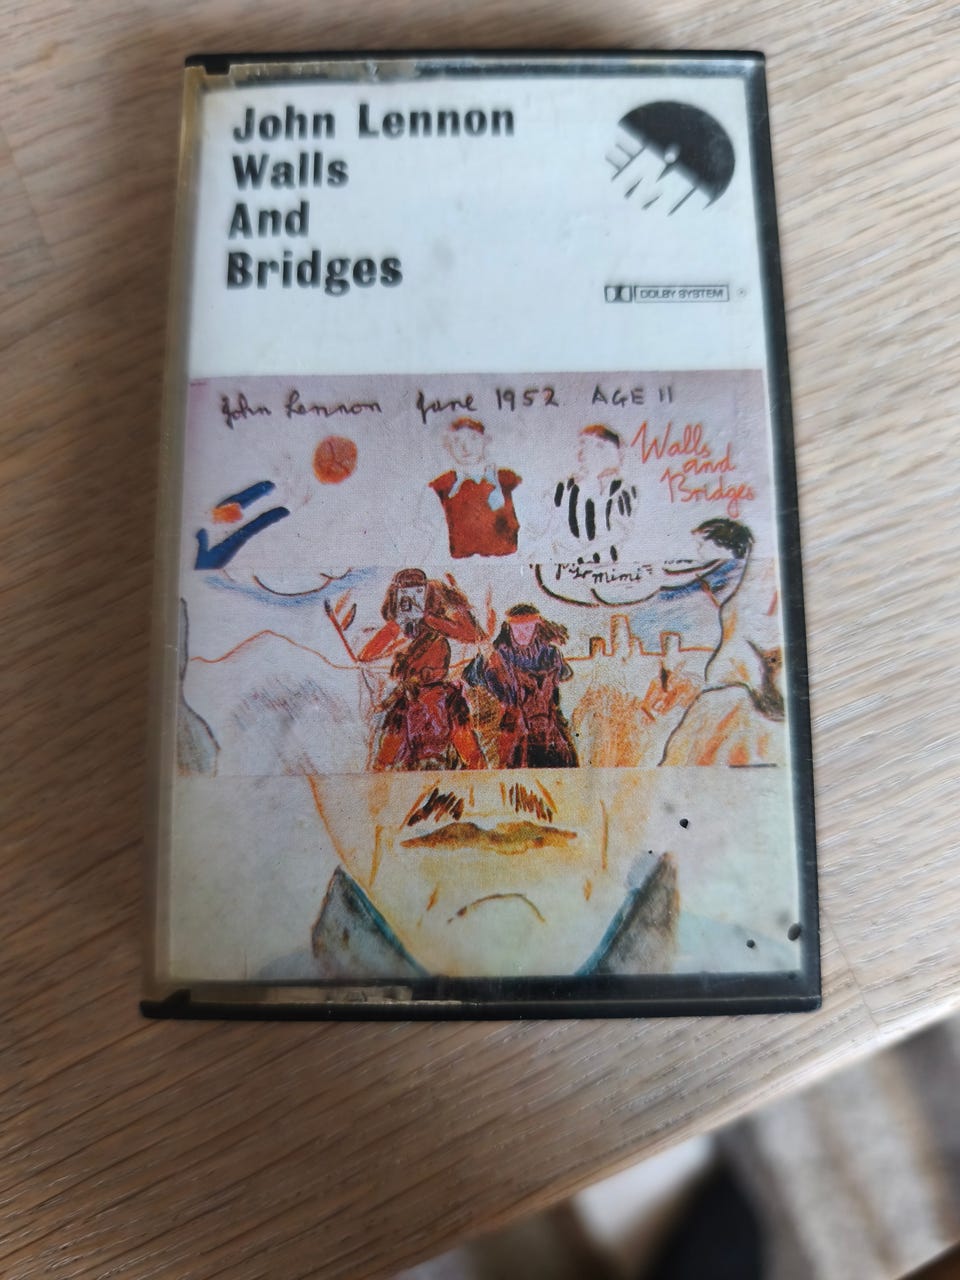 John Lennon
Walls
And
Bridges
EMI
DOLBY SYSTEM
John Lennon June 1952 AGE 11
Walls
and
Bridges
mimi